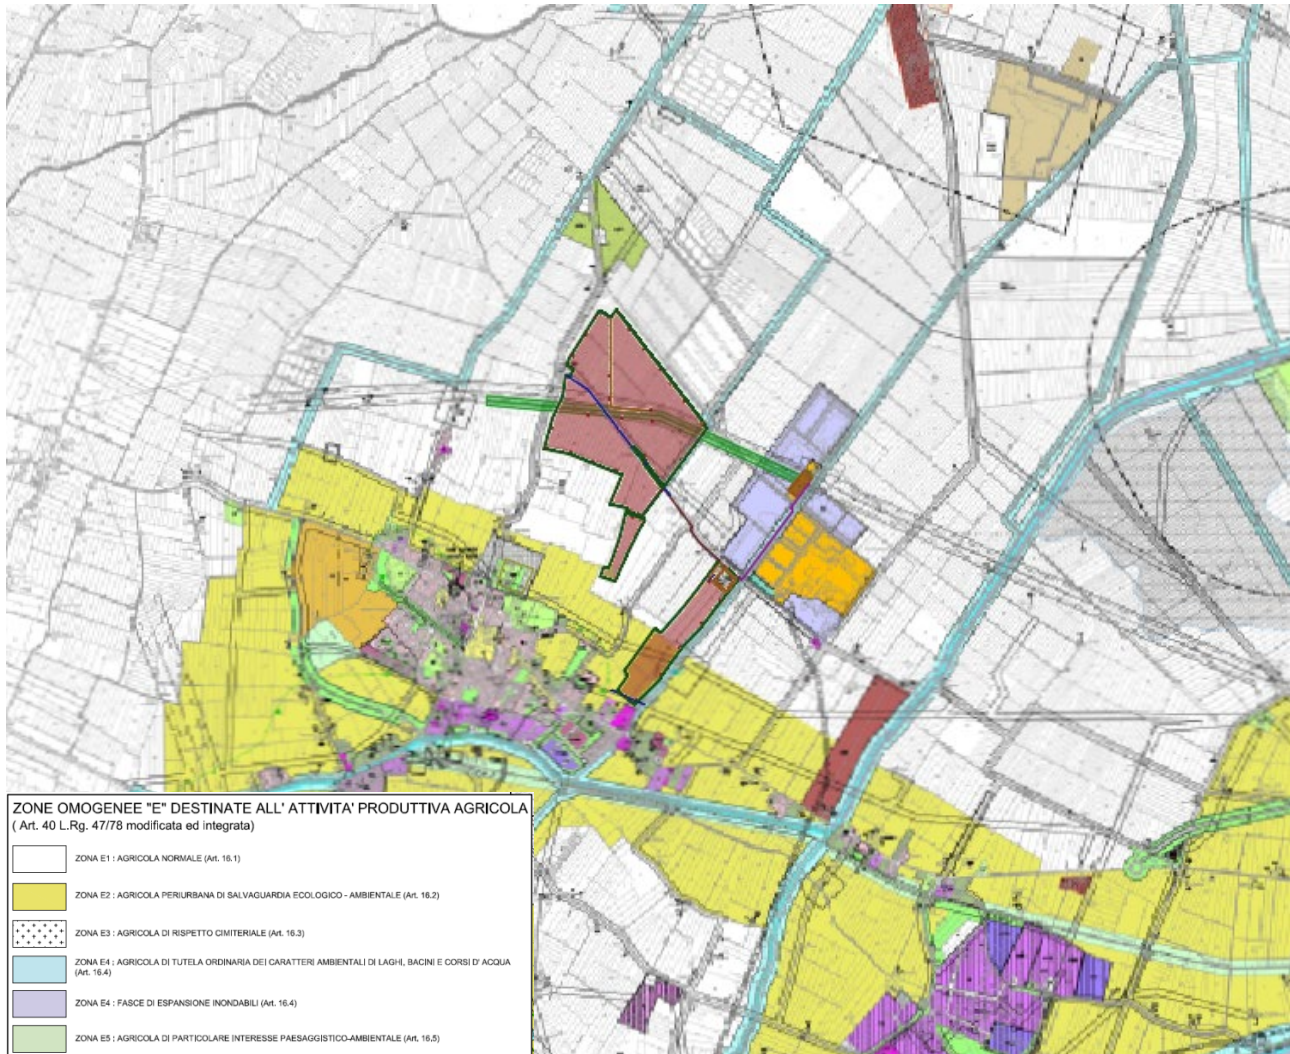 ZONE OMOGENEE "E" DESTINATE ALL' ATTIVITA' PRODUTTIVA AGRICOLA
( Art. 40 L.Rg. 47/78 modificata ed integrata)
ZONA E1 : AGRICOLA NORMALE (Art. 16.1)
ZONA E2 : AGRICOLA PERIURBANA DI SALVAGUARDIA ECOLOGICO - AMBIENTALE (Art. 16.2)
ZONA E3 : AGRICOLA DI RISPETTO CIMITERIALE (Art. 16.3)
ZONA E4 : AGRICOLA DI TUTELA ORDINARIA DEI CARATTERI AMBIENTALI DI LAGHI, BACINI E CORSI D' ACQUA
(Art. 16.4)
ZONA E4 : FASCE DI ESPANSIONE INONDABILI (Art. 16.4)
ZONA E5 : AGRICOLA DI PARTICOLARE INTERESSE PAESAGGISTICO-AMBIENTALE (Art. 16.5)